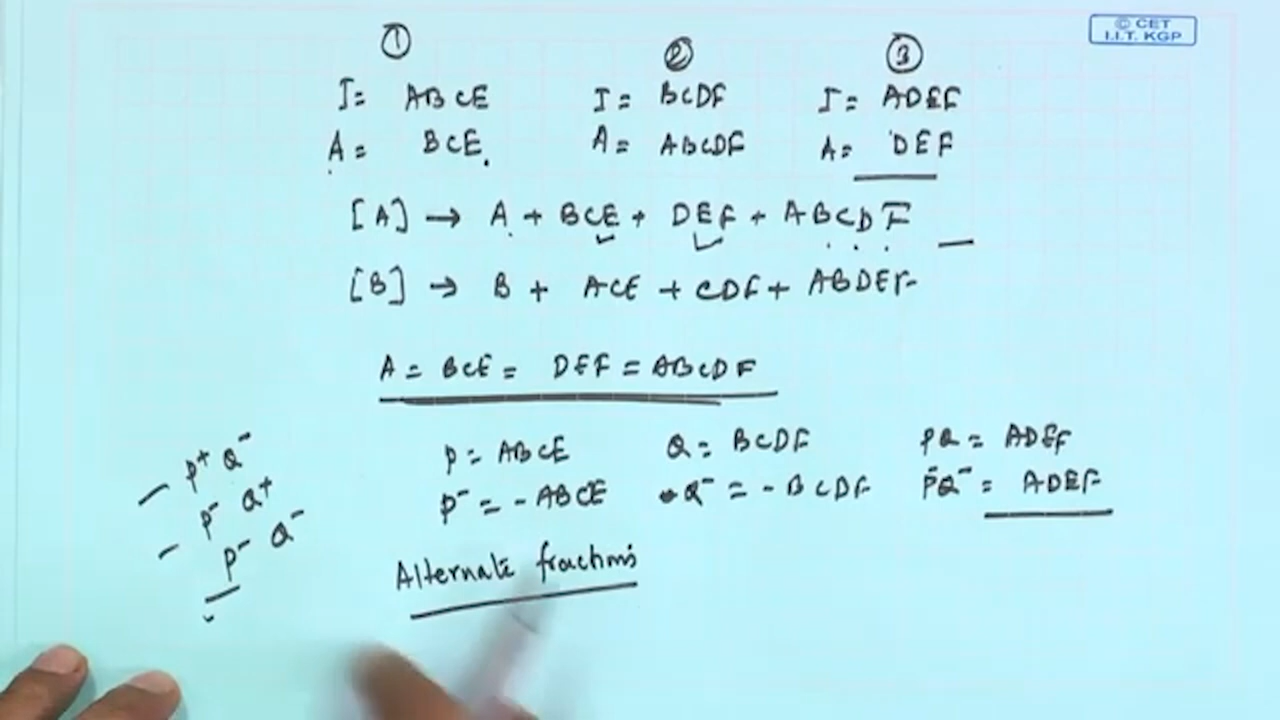 ① ② ③
© CET
I.I.T. KGP
I = ABCE I = BCDF I = ADEF
A = BCE. A = ABCDF A = DEF
[A] → A + BCE + DEF + ABCDF
[B] → B + ACE + CDF + ABDEF
A = BCE = DEF = ABCDF
P = ABCE Q = BCDF PQ = ADEF
P⁻ = - ABCE Q⁻ = - BCDF P⁻Q⁻ = ADEF
P⁺ Q⁻
P⁻ Q⁺
P⁻ Q⁻
Alternate fractions